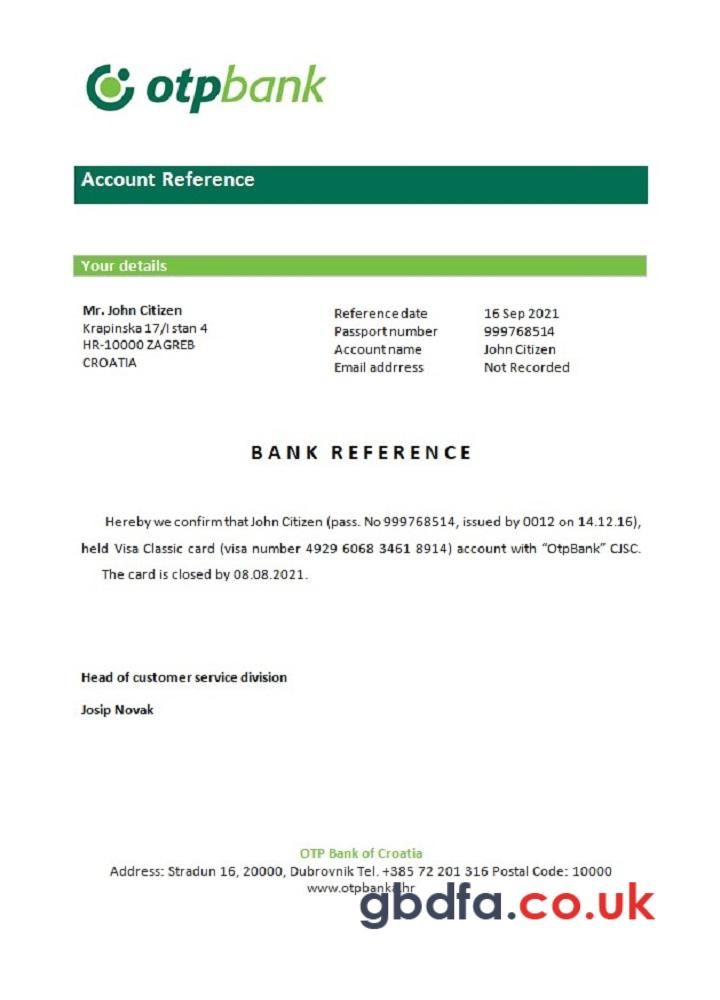 otpbank
Account Reference
Your details
Mr. John Citizen
Krapinska 17/I stan 4
HR-10000 ZAGREB
CROATIA
Reference date 16 Sep 2021
Passport number 999768514
Account name John Citizen
Email addrress Not Recorded
BANK REFERENCE
Hereby we confirm that John Citizen (pass. No 999768514, issued by 0012 on 14.12.16),
held Visa Classic card (visa number 4929 6068 3461 8914) account with “OtpBank” CJSC.
The card is closed by 08.08.2021.
Head of customer service division
Josip Novak
OTP Bank of Croatia
Address: Stradun 16, 20000, Dubrovnik Tel. +385 72 201 316 Postal Code: 10000
www.otpbanka.hr
gbdfa.co.uk